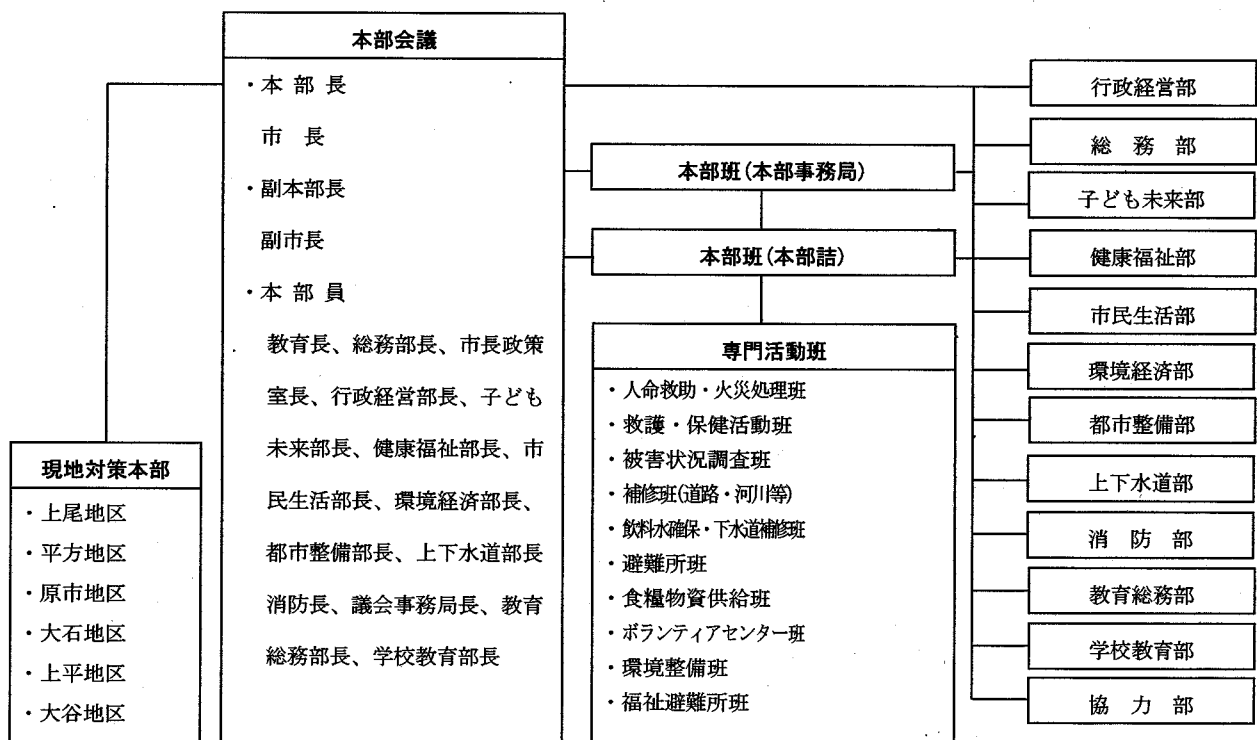 本部会議
・本 部 長
市 長
・副本部長
副市長
・本 部 員
教育長、総務部長、市長政策
室長、行政経営部長、子ども
未来部長、健康福祉部長、市
民生活部長、環境経済部長、
都市整備部長、上下水道部長
消防長、議会事務局長、教育
総務部長、学校教育部長
現地対策本部
・上尾地区
・平方地区
・原市地区
・大石地区
・上平地区
・大谷地区
本部班(本部事務局)
本部班(本部詰)
専門活動班
・人命救助・火災処理班
・救護・保健活動班
・被害状況調査班
・補修班(道路・河川等)
・飲料水確保・下水道補修班
・避難所班
・食糧物資供給班
・ボランティアセンター班
・環境整備班
・福祉避難所班
行政経営部
総 務 部
子ども未来部
健康福祉部
市民生活部
環境経済部
都市整備部
上下水道部
消 防 部
教育総務部
学校教育部
協 力 部